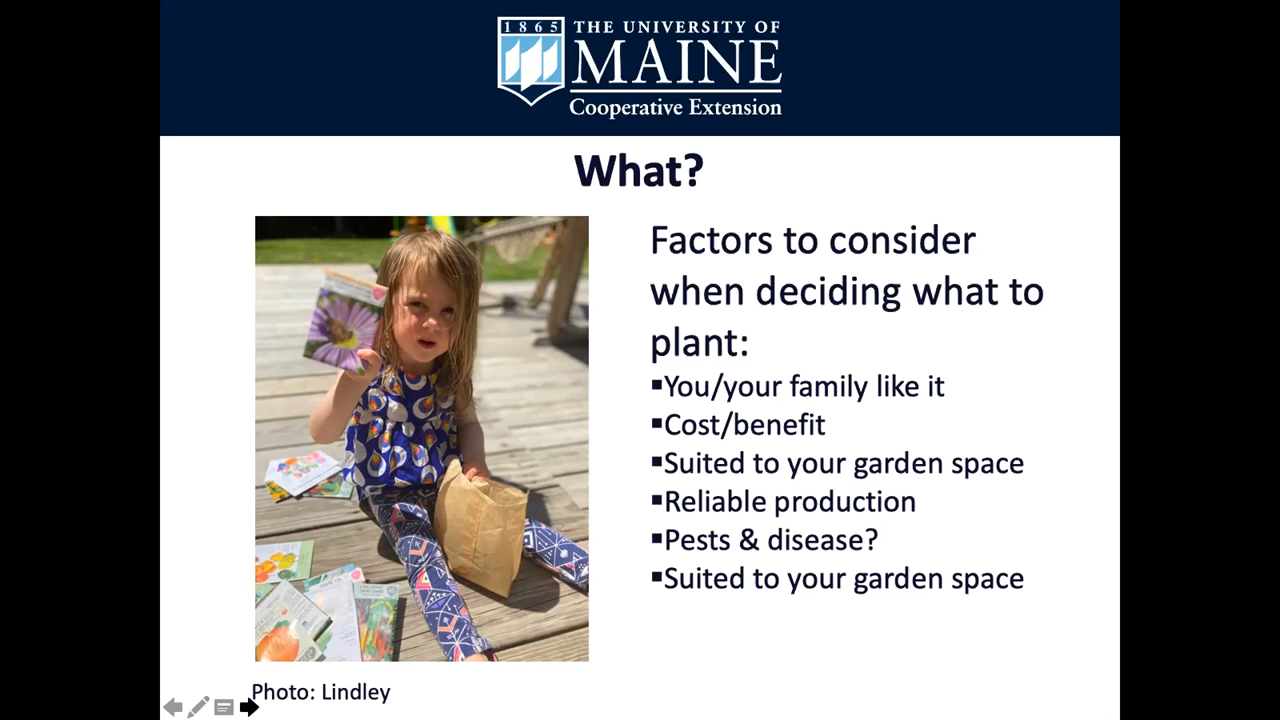 1865
THE UNIVERSITY OF
MAINE
Cooperative Extension
What?
Factors to consider
when deciding what to
plant:
▪You/your family like it
▪Cost/benefit
▪Suited to your garden space
▪Reliable production
▪Pests & disease?
▪Suited to your garden space
Photo: Lindley